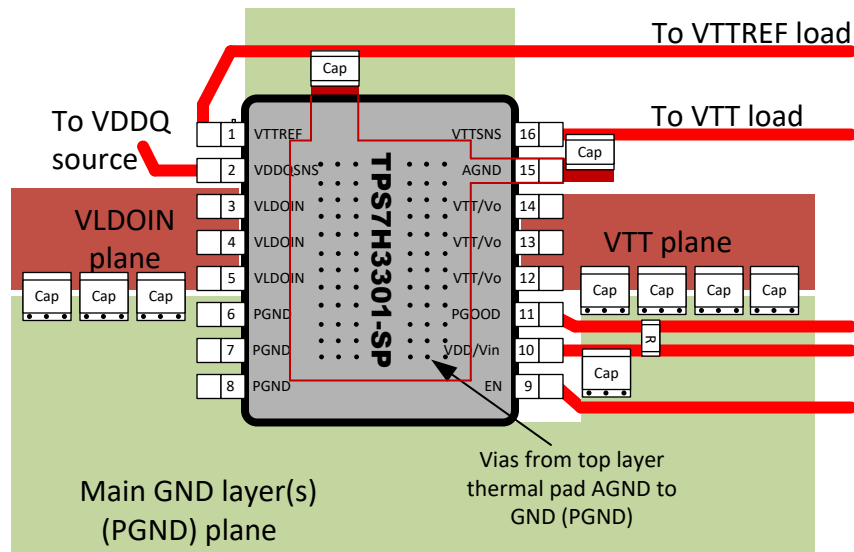 To VTTREF load
Cap
To VDDQ
source
To VTT load
1 VTTREF
VTTSNS 16
Cap
2 VDDQSNS
AGND 15
3 VLDOIN
VTT/Vo 14
VLDOIN
plane
4 VLDOIN
VTT/Vo 13
VTT plane
5 VLDOIN
VTT/Vo 12
Cap Cap Cap
Cap Cap Cap Cap
6 PGND
PGOOD 11
7 PGND
VDD/Vin 10
R
8 PGND
EN 9
Cap
TPS7H3301-SP
Vias from top layer
thermal pad AGND to
GND (PGND)
Main GND layer(s)
(PGND) plane